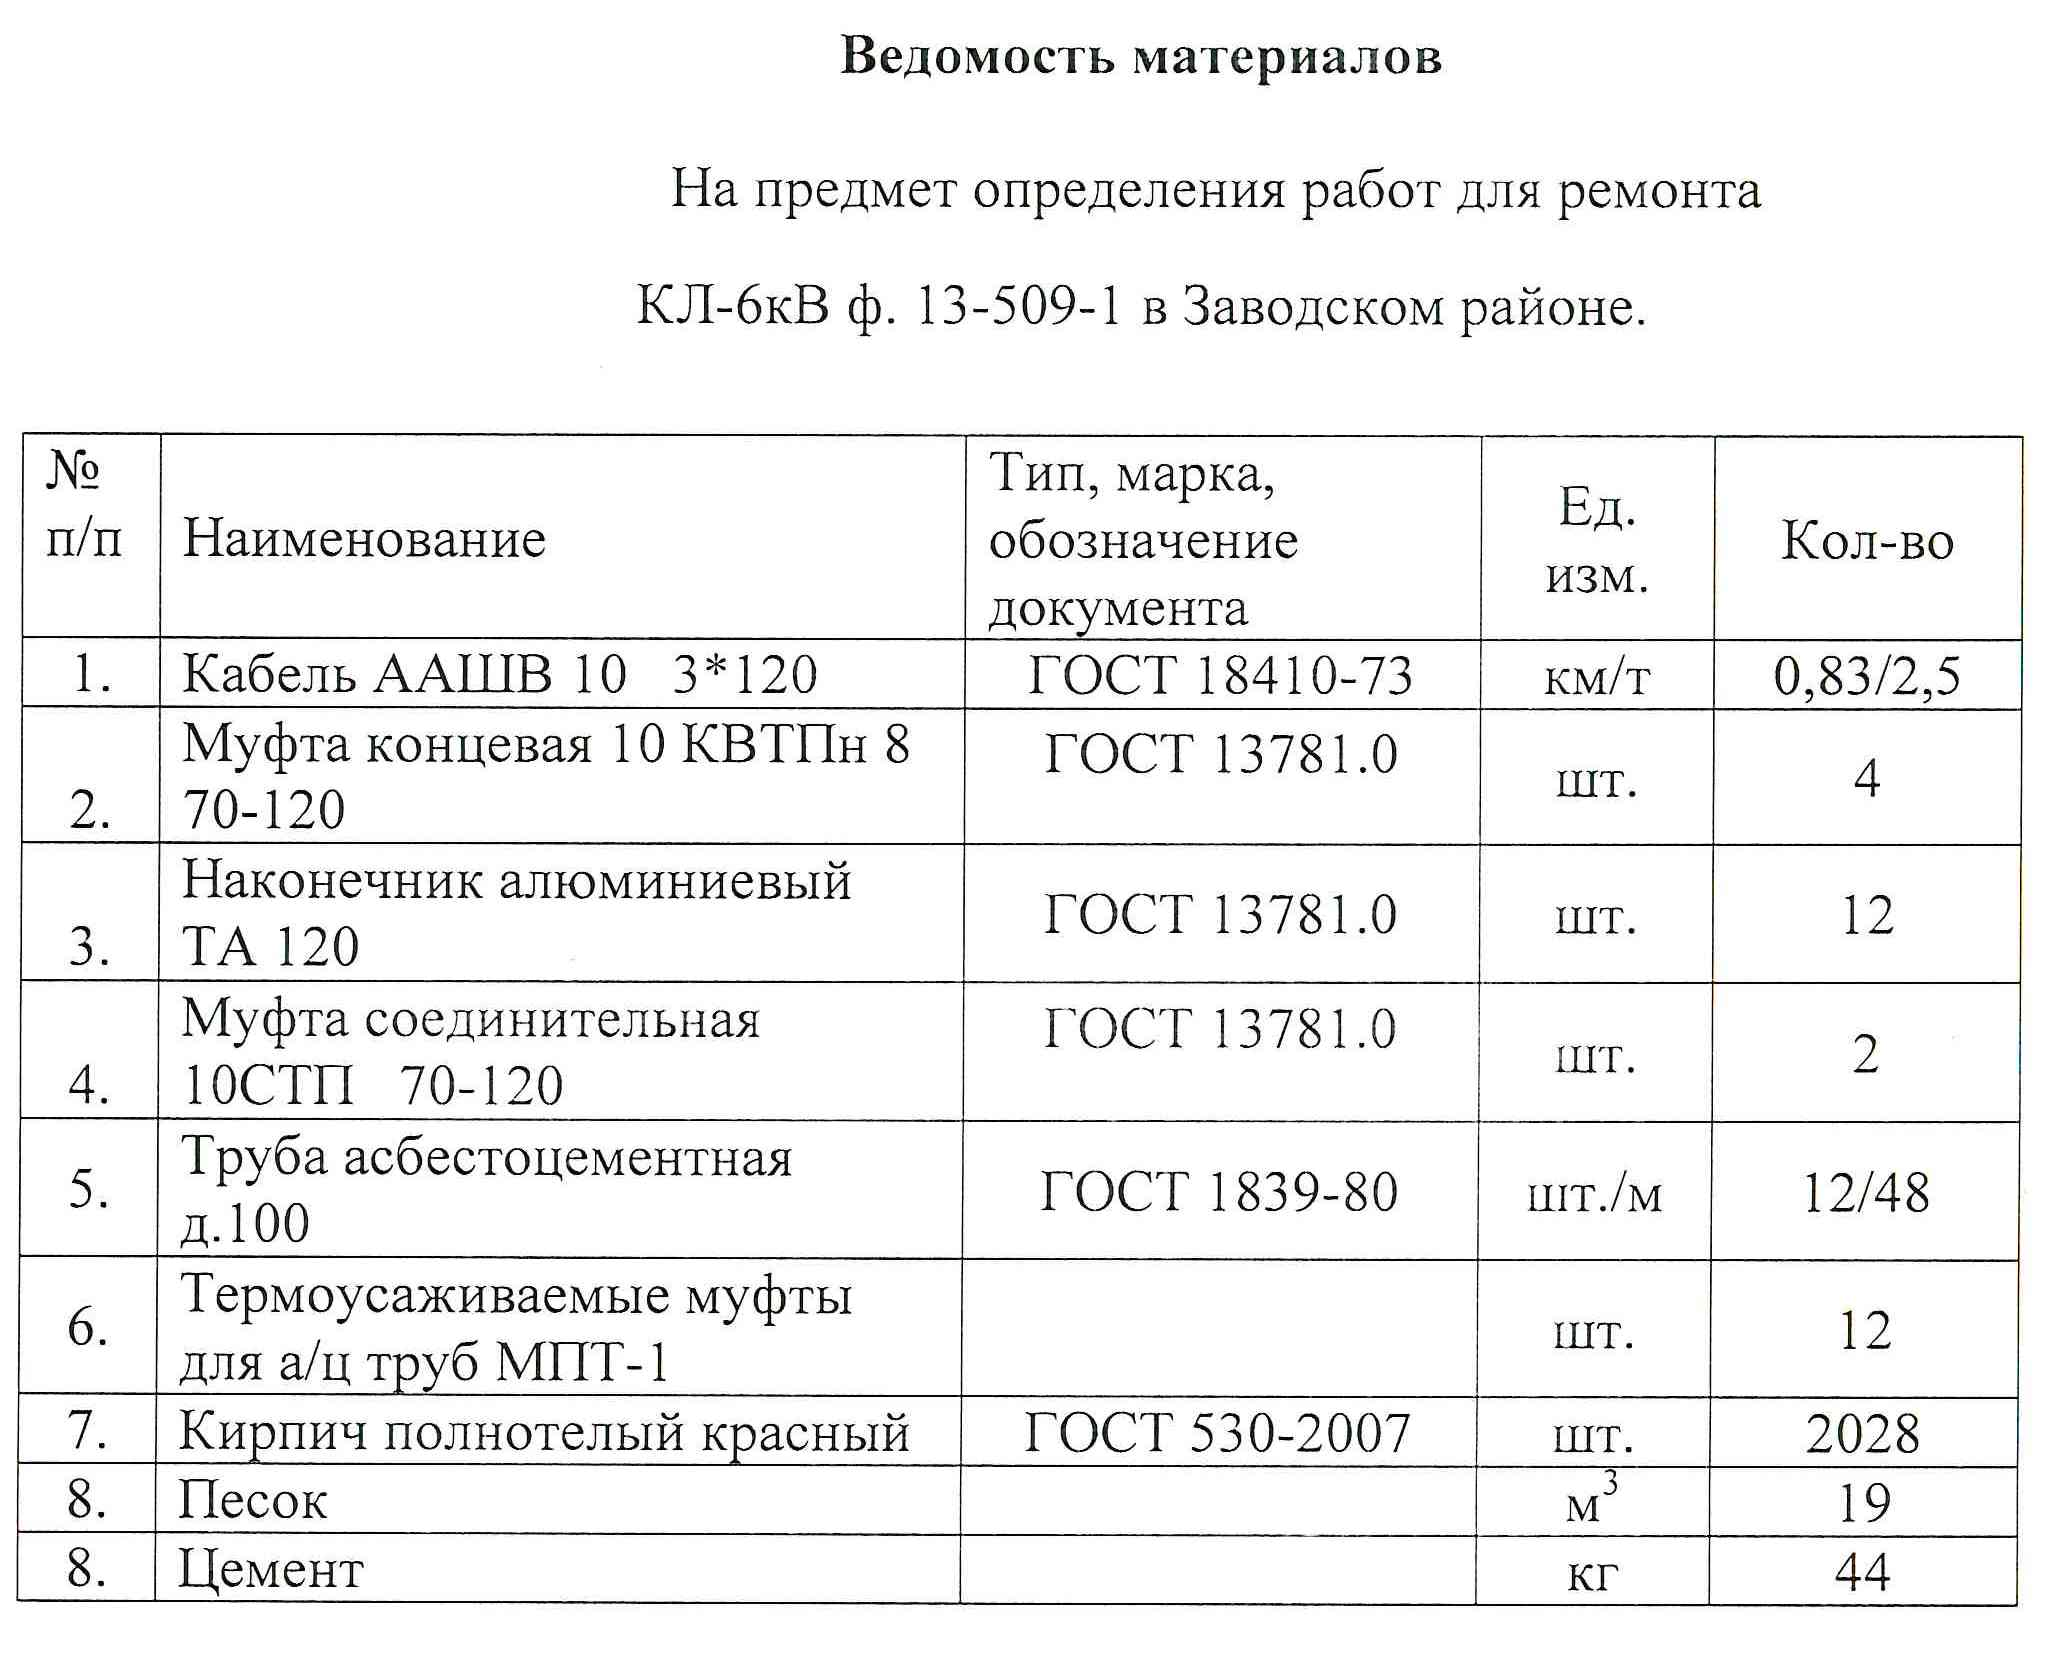 Ведомость материалов
На предмет определения работ для ремонта
КЛ-6кВ ф. 13-509-1 в Заводском районе.
№
п/п
Наименование
Тип, марка,
обозначение
документа
Ед.
изм.
Кол-во
1. Кабель ААШВ 10 3*120 ГОСТ 18410-73 км/т 0,83/2,5
Муфта концевая 10 КВТПн 8
2. 70-120 ГОСТ 13781.0 шт. 4
Наконечник алюминиевый
3. ТА 120 ГОСТ 13781.0 шт. 12
Муфта соединительная
4. 10СТП 70-120 ГОСТ 13781.0 шт. 2
Труба асбестоцементная
5. д.100 ГОСТ 1839-80 шт./м 12/48
Термоусаживаемые муфты
6. для а/ц труб МПТ-1 шт. 12
7. Кирпич полнотелый красный ГОСТ 530-2007 шт. 2028
8. Песок м³ 19
8. Цемент кг 44